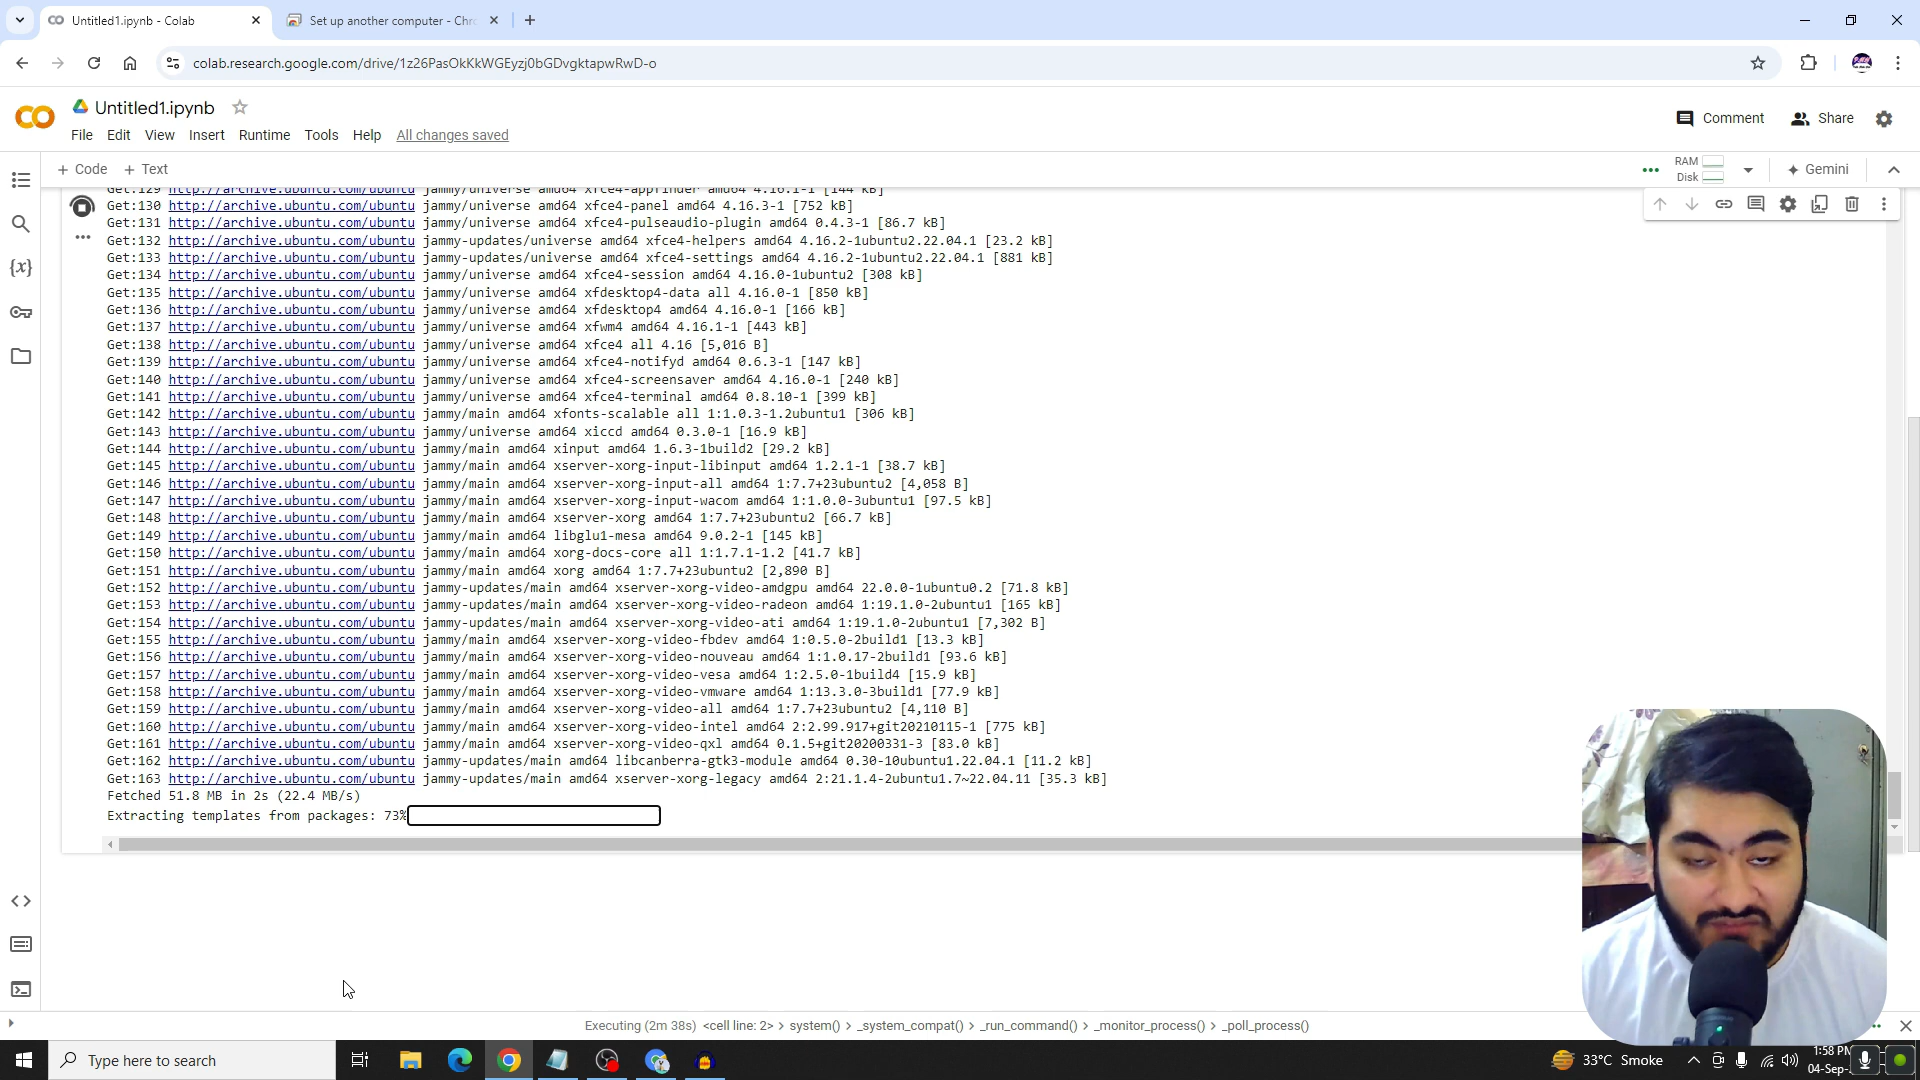 Untitled1.ipynb - Colab
Set up another computer - Chr
colab.research.google.com/drive/1z26PasOkKkWGEyzj0bGDvgktapwRwD-o
Untitled1.ipynb
Comment
Share
File Edit View Insert Runtime Tools Help All changes saved
+ Code + Text
RAM
Disk
Gemini
Get:129 http://archive.ubuntu.com/ubuntu jammy/universe amd64 xfce4-appfinder amd64 4.16.1-1 [144 kB]
Get:130 http://archive.ubuntu.com/ubuntu jammy/universe amd64 xfce4-panel amd64 4.16.3-1 [752 kB]
Get:131 http://archive.ubuntu.com/ubuntu jammy/universe amd64 xfce4-pulseaudio-plugin amd64 0.4.3-1 [86.7 kB]
Get:132 http://archive.ubuntu.com/ubuntu jammy-updates/universe amd64 xfce4-helpers amd64 4.16.2-1ubuntu2.22.04.1 [23.2 kB]
Get:133 http://archive.ubuntu.com/ubuntu jammy-updates/universe amd64 xfce4-settings amd64 4.16.2-1ubuntu2.22.04.1 [881 kB]
Get:134 http://archive.ubuntu.com/ubuntu jammy/universe amd64 xfce4-session amd64 4.16.0-1ubuntu2 [308 kB]
Get:135 http://archive.ubuntu.com/ubuntu jammy/universe amd64 xfdesktop4-data all 4.16.0-1 [850 kB]
Get:136 http://archive.ubuntu.com/ubuntu jammy/universe amd64 xfdesktop4 amd64 4.16.0-1 [166 kB]
Get:137 http://archive.ubuntu.com/ubuntu jammy/universe amd64 xfwm4 amd64 4.16.1-1 [443 kB]
Get:138 http://archive.ubuntu.com/ubuntu jammy/universe amd64 xfce4 all 4.16 [5,016 B]
Get:139 http://archive.ubuntu.com/ubuntu jammy/universe amd64 xfce4-notifyd amd64 0.6.3-1 [147 kB]
Get:140 http://archive.ubuntu.com/ubuntu jammy/universe amd64 xfce4-screensaver amd64 4.16.0-1 [240 kB]
Get:141 http://archive.ubuntu.com/ubuntu jammy/universe amd64 xfce4-terminal amd64 0.8.10-1 [399 kB]
Get:142 http://archive.ubuntu.com/ubuntu jammy/main amd64 xfonts-scalable all 1:1.0.3-1.2ubuntu1 [306 kB]
Get:143 http://archive.ubuntu.com/ubuntu jammy/universe amd64 xiccd amd64 0.3.0-1 [16.9 kB]
Get:144 http://archive.ubuntu.com/ubuntu jammy/main amd64 xinput amd64 1.6.3-1build2 [29.2 kB]
Get:145 http://archive.ubuntu.com/ubuntu jammy/main amd64 xserver-xorg-input-libinput amd64 1.2.1-1 [38.7 kB]
Get:146 http://archive.ubuntu.com/ubuntu jammy/main amd64 xserver-xorg-input-all amd64 1:7.7+23ubuntu2 [4,058 B]
Get:147 http://archive.ubuntu.com/ubuntu jammy/main amd64 xserver-xorg-input-wacom amd64 1:1.0.0-3ubuntu1 [97.5 kB]
Get:148 http://archive.ubuntu.com/ubuntu jammy/main amd64 xserver-xorg amd64 1:7.7+23ubuntu2 [66.7 kB]
Get:149 http://archive.ubuntu.com/ubuntu jammy/main amd64 libglu1-mesa amd64 9.0.2-1 [145 kB]
Get:150 http://archive.ubuntu.com/ubuntu jammy/main amd64 xorg-docs-core all 1:1.7.1-1.2 [41.7 kB]
Get:151 http://archive.ubuntu.com/ubuntu jammy/main amd64 xorg amd64 1:7.7+23ubuntu2 [2,890 B]
Get:152 http://archive.ubuntu.com/ubuntu jammy-updates/main amd64 xserver-xorg-video-amdgpu amd64 22.0.0-1ubuntu0.2 [71.8 kB]
Get:153 http://archive.ubuntu.com/ubuntu jammy-updates/main amd64 xserver-xorg-video-radeon amd64 1:19.1.0-2ubuntu1 [165 kB]
Get:154 http://archive.ubuntu.com/ubuntu jammy-updates/main amd64 xserver-xorg-video-ati amd64 1:19.1.0-2ubuntu1 [7,302 B]
Get:155 http://archive.ubuntu.com/ubuntu jammy/main amd64 xserver-xorg-video-fbdev amd64 1:0.5.0-2build1 [13.3 kB]
Get:156 http://archive.ubuntu.com/ubuntu jammy/main amd64 xserver-xorg-video-nouveau amd64 1:1.0.17-2build1 [93.6 kB]
Get:157 http://archive.ubuntu.com/ubuntu jammy/main amd64 xserver-xorg-video-vesa amd64 1:2.5.0-1build4 [15.9 kB]
Get:158 http://archive.ubuntu.com/ubuntu jammy/main amd64 xserver-xorg-video-vmware amd64 1:13.3.0-3build1 [77.9 kB]
Get:159 http://archive.ubuntu.com/ubuntu jammy/main amd64 xserver-xorg-video-all amd64 1:7.7+23ubuntu2 [4,110 B]
Get:160 http://archive.ubuntu.com/ubuntu jammy/main amd64 xserver-xorg-video-intel amd64 2:2.99.917+git20210115-1 [775 kB]
Get:161 http://archive.ubuntu.com/ubuntu jammy/main amd64 xserver-xorg-video-qxl amd64 0.1.5+git20200331-3 [83.0 kB]
Get:162 http://archive.ubuntu.com/ubuntu jammy-updates/main amd64 libcanberra-gtk3-module amd64 0.30-10ubuntu1.22.04.1 [11.2 kB]
Get:163 http://archive.ubuntu.com/ubuntu jammy-updates/main amd64 xserver-xorg-legacy amd64 2:21.1.4-2ubuntu1.7~22.04.11 [35.3 kB]
Fetched 51.8 MB in 2s (22.4 MB/s)
Extracting templates from packages: 73%
Executing (2m 38s) <cell line: 2> > system() > _system_compat() > _run_command() > _monitor_process() > _poll_process()
Type here to search
33°C Smoke
1:58 PM
04-Sep-